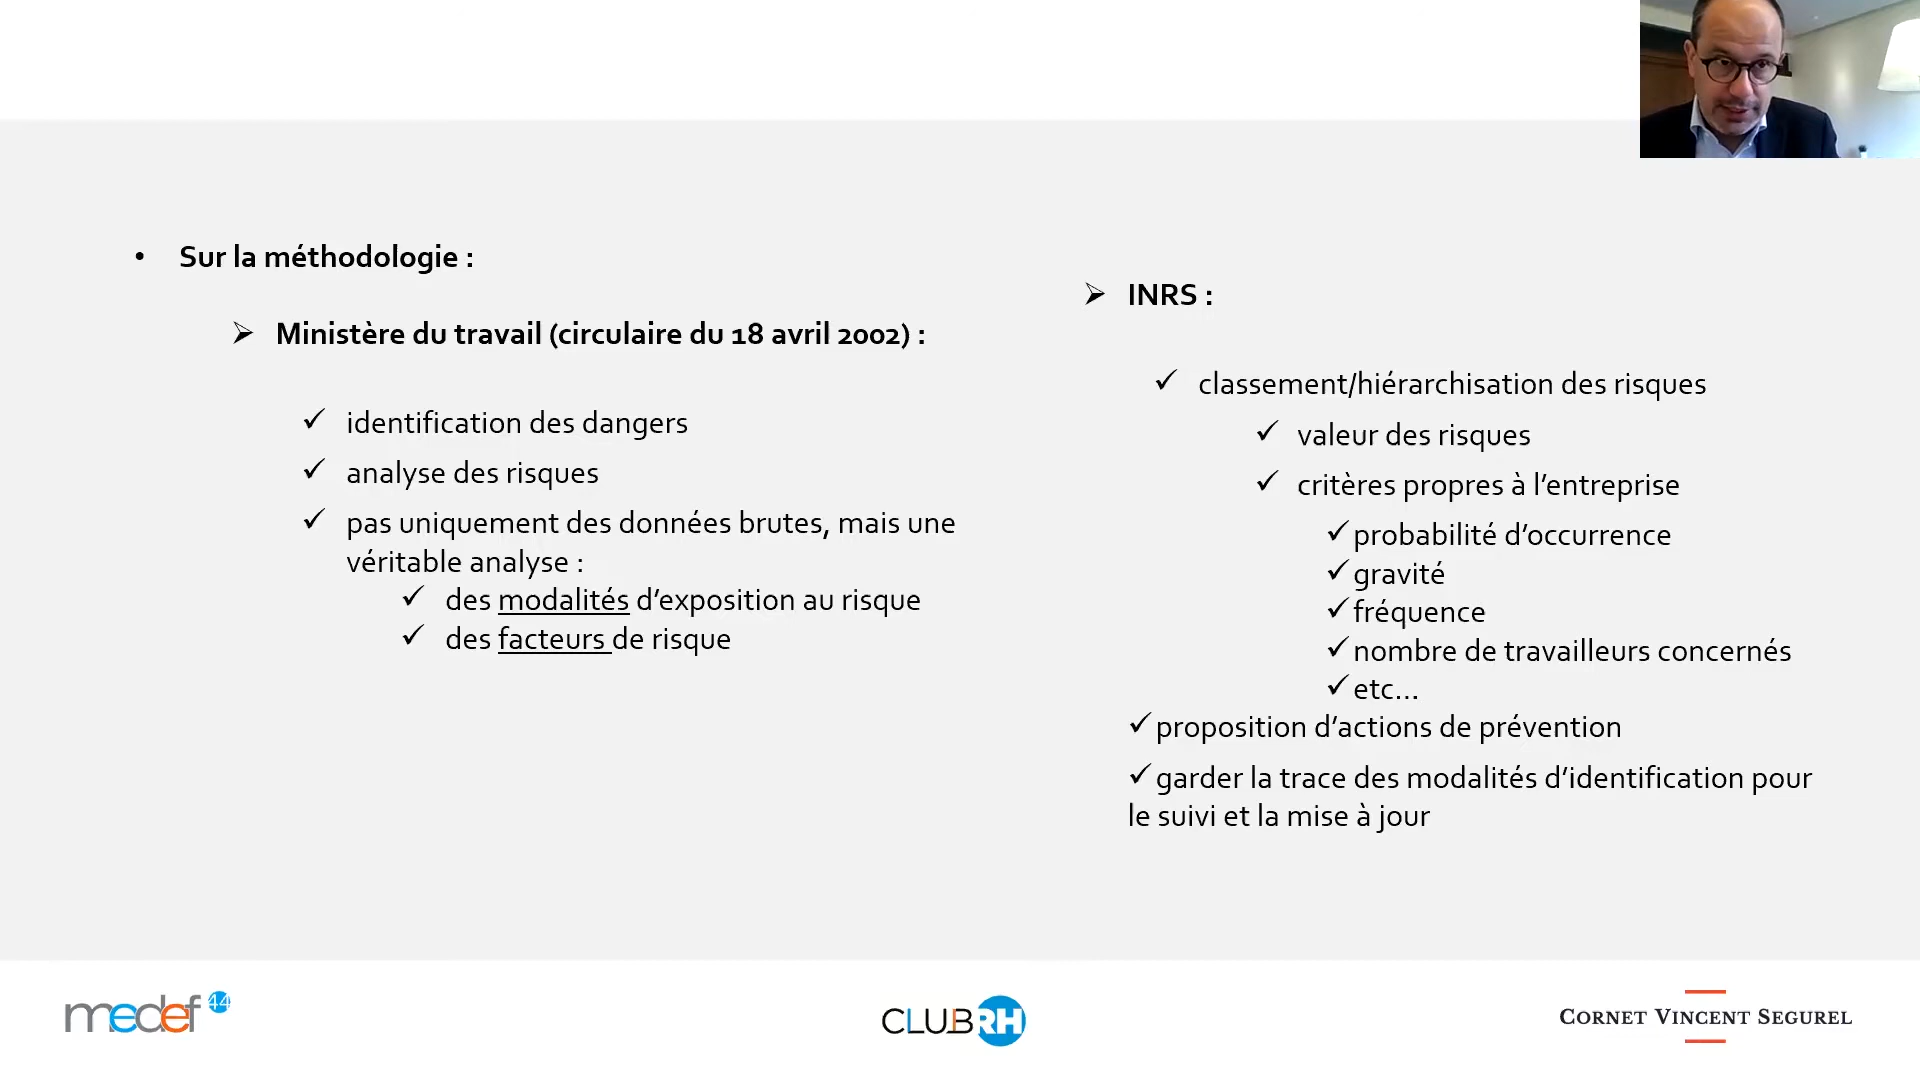 Sur la méthodologie :
Ministère du travail (circulaire du 18 avril 2002) :
identification des dangers
analyse des risques
pas uniquement des données brutes, mais une
véritable analyse :
des modalités d’exposition au risque
des facteurs de risque
INRS :
classement/hiérarchisation des risques
valeur des risques
critères propres à l’entreprise
probabilité d’occurrence
gravité
fréquence
nombre de travailleurs concernés
etc...
proposition d’actions de prévention
garder la trace des modalités d’identification pour
le suivi et la mise à jour
medef 44
CLUBRH
CORNET VINCENT SEGUREL